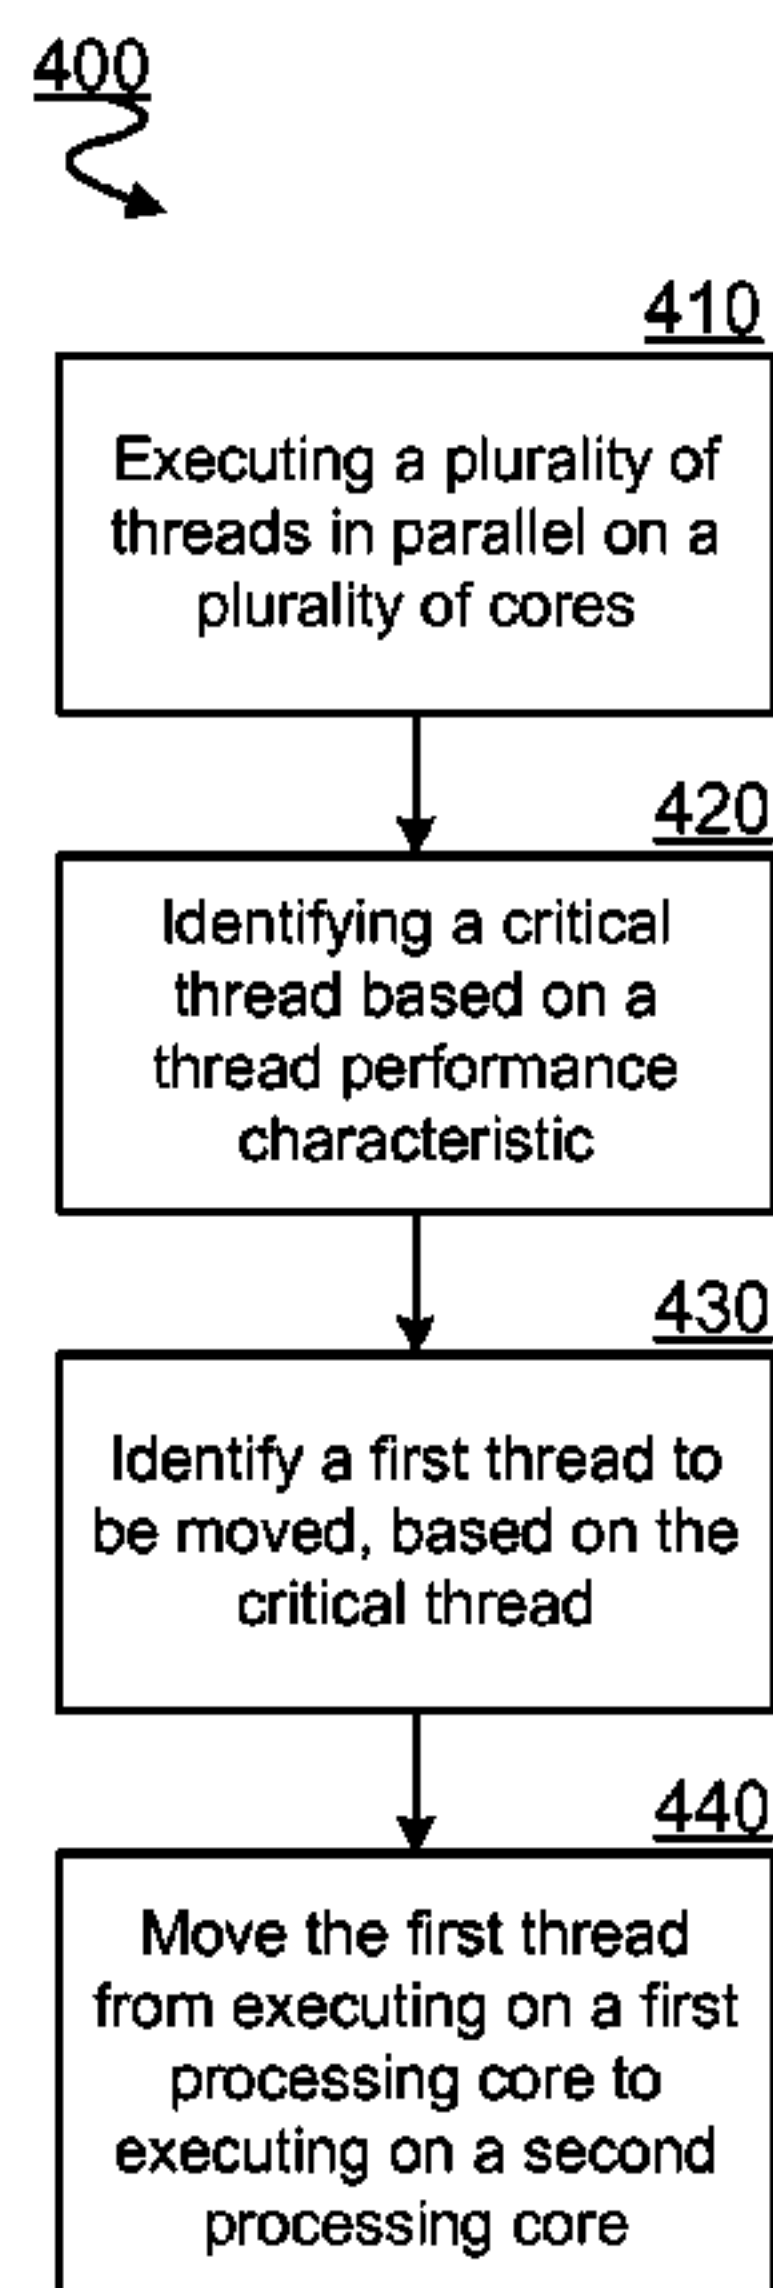 400
410
Executing a plurality of
threads in parallel on a
plurality of cores
420
Identifying a critical
thread based on a
thread performance
characteristic
430
Identify a first thread to
be moved, based on the
critical thread
440
Move the first thread
from executing on a first
processing core to
executing on a second
processing core